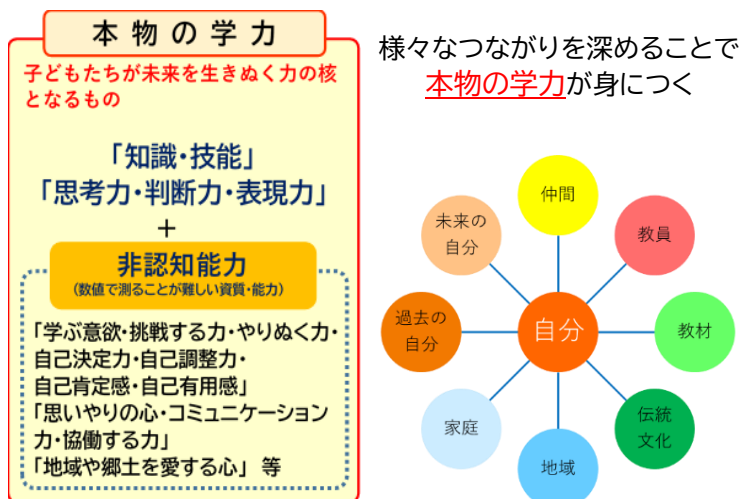 本物の学力
子どもたちが未来を生きぬく力の核
となるもの
「知識・技能」
「思考力・判断力・表現力」
+
非認知能力
(数値で測ることが難しい資質・能力)
「学ぶ意欲・挑戦する力・やりぬく力・
自己決定力・自己調整力・
自己肯定感・自己有用感」
「思いやりの心・コミュニケーション
力・協働する力」
「地域や郷土を愛する心」 等
様々なつながりを深めることで
本物の学力が身につく
仲間
教員
教材
伝統
文化
地域
家庭
過去の
自分
未来の
自分
自分